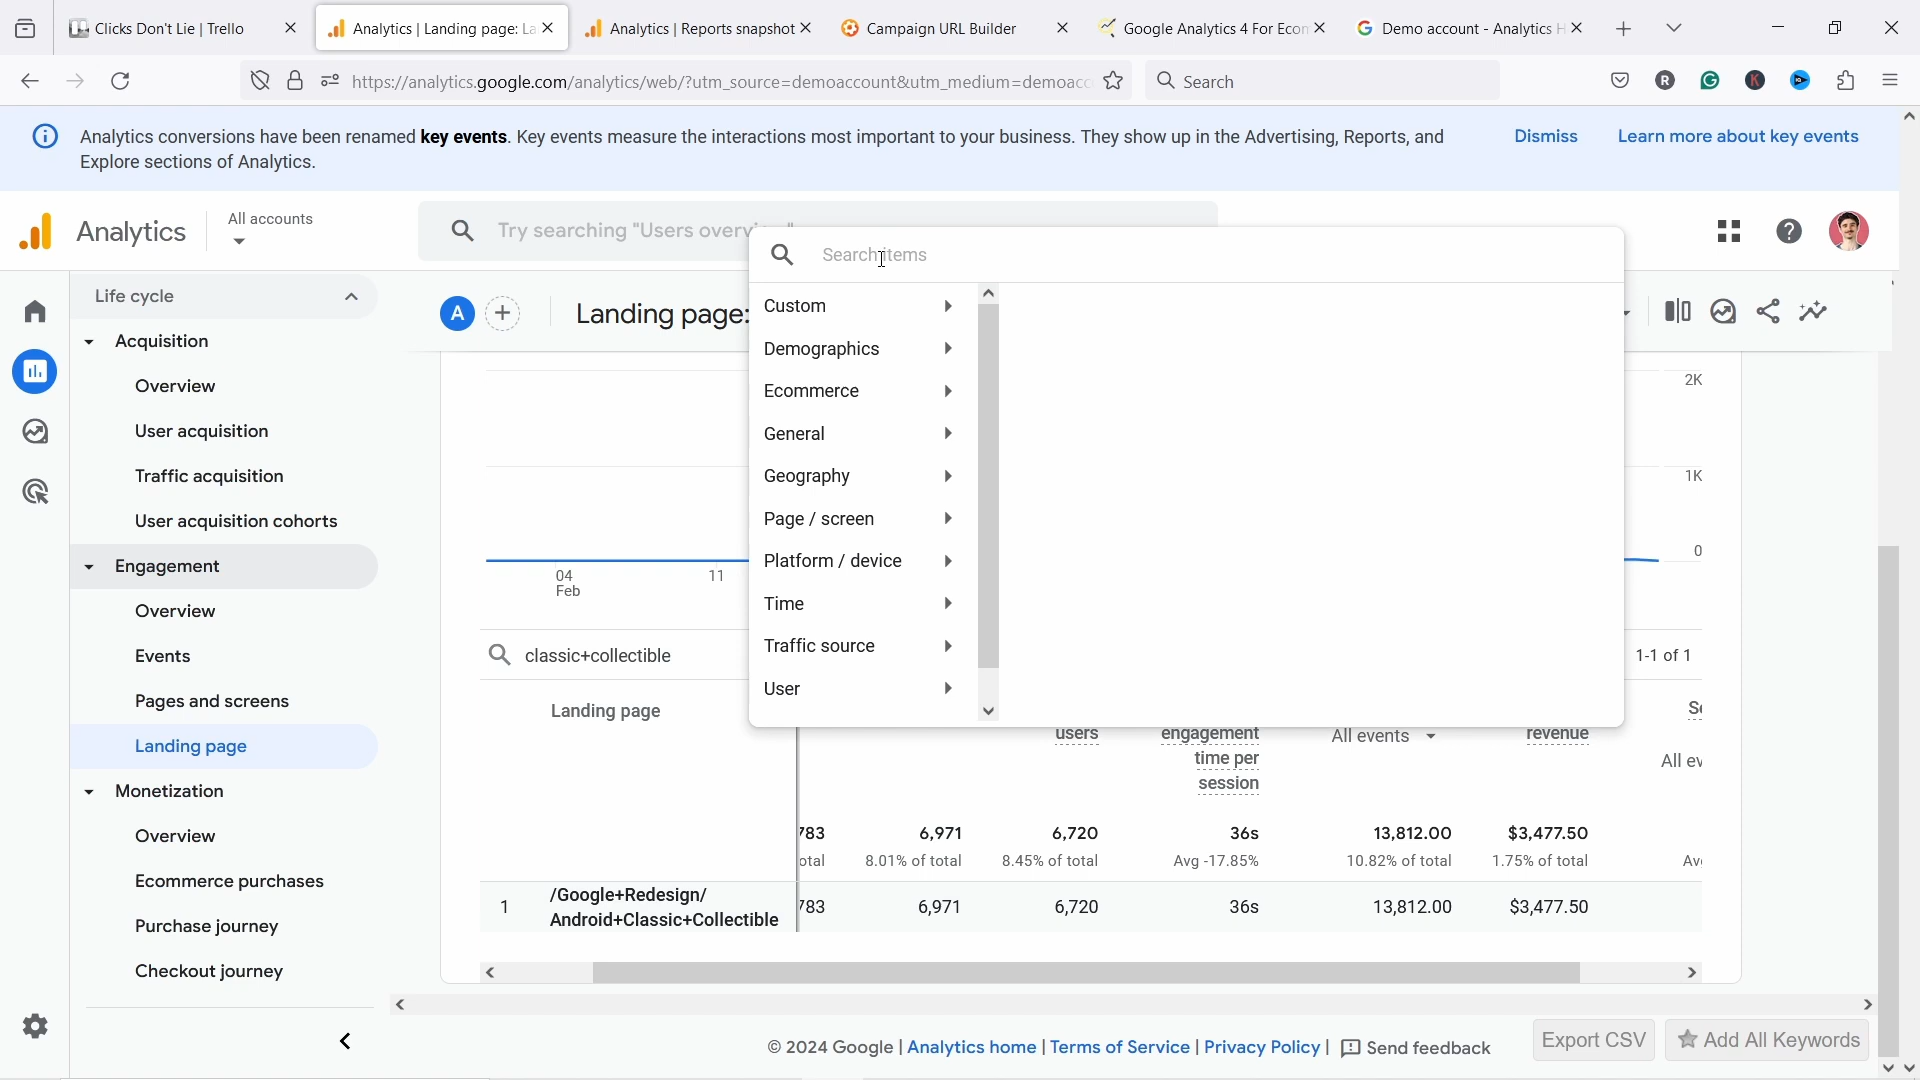 Clicks Don't Lie | Trello
Analytics | Landing page: La
Analytics | Reports snapshot
Campaign URL Builder
Google Analytics 4 For Econ
Demo account - Analytics H
https://analytics.google.com/analytics/web/?utm_source=demoaccount&utm_medium=demoacc
Search
Analytics conversions have been renamed key events. Key events measure the interactions most important to your business. They show up in the Advertising, Reports, and
Explore sections of Analytics.
Dismiss
Learn more about key events
Analytics
All accounts
Try searching "Users overview"
Search items
Life cycle
Acquisition
Overview
User acquisition
Traffic acquisition
User acquisition cohorts
Engagement
Overview
Events
Pages and screens
Landing page
Monetization
Overview
Ecommerce purchases
Purchase journey
Checkout journey
A
Landing page:
Custom
Demographics
Ecommerce
General
Geography
Page / screen
Platform / device
Time
Traffic source
User
2K
1K
0
04
Feb
11
classic+collectible
1-1 of 1
Landing page
users
engagement
time per
session
All events
revenue
Se
All ev
783
6,971
6,720
36s
13,812.00
$3,477.50
otal
8.01% of total
8.45% of total
Avg -17.85%
10.82% of total
1.75% of total
Av
1
/Google+Redesign/
Android+Classic+Collectible
783
6,971
6,720
36s
13,812.00
$3,477.50
© 2024 Google | Analytics home | Terms of Service | Privacy Policy |
Send feedback
Export CSV
Add All Keywords